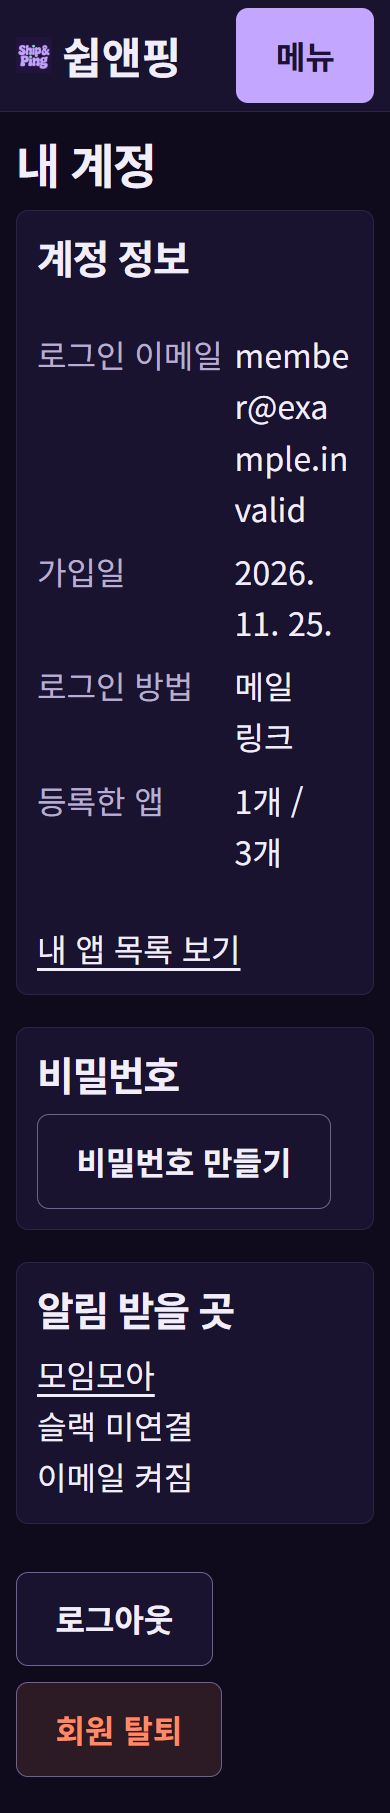 Ship&
Ping
쉽앤핑
메뉴
내 계정
계정 정보
로그인 이메일 membe
r@exa
mple.in
valid
가입일 2026.
11. 25.
로그인 방법 메일
링크
등록한 앱 1개 /
3개
내 앱 목록 보기
비밀번호
비밀번호 만들기
알림 받을 곳
모임모아
슬랙 미연결
이메일 켜짐
로그아웃
회원 탈퇴